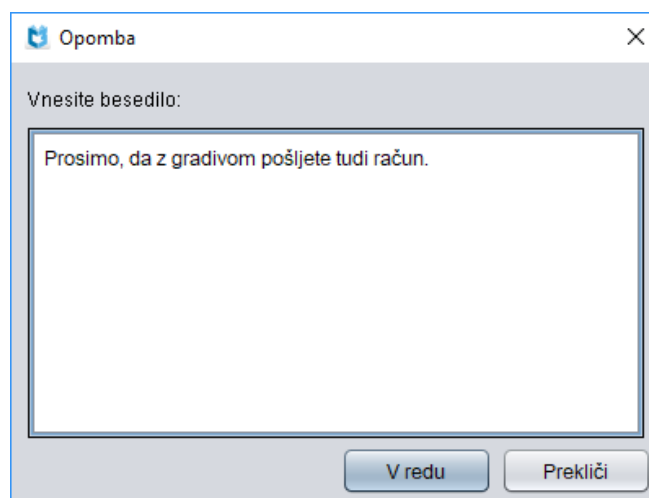 Opomba
Vnesite besedilo:
Prosimo, da z gradivom pošljete tudi račun.
V redu
Prekliči